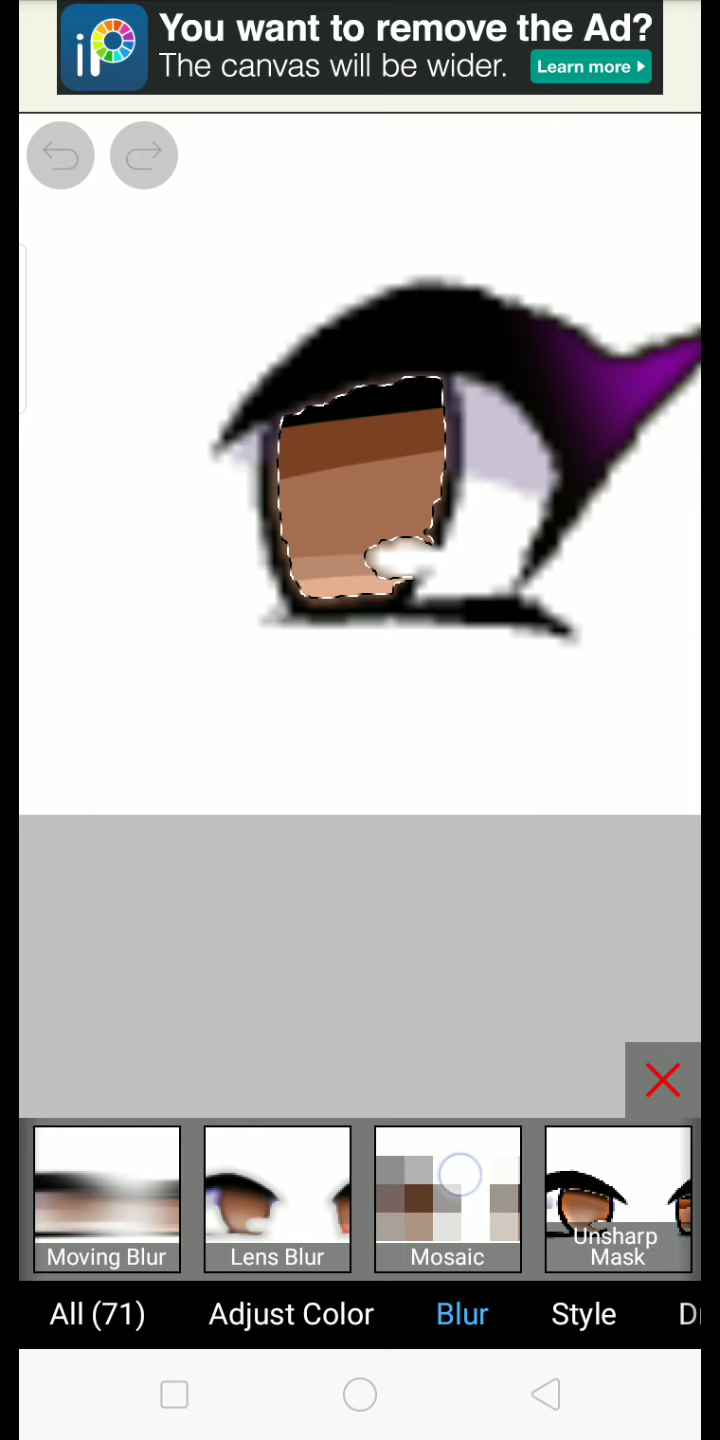 iP
You want to remove the Ad?
The canvas will be wider.
Learn more
Moving Blur
Lens Blur
Mosaic
Unsharp
Mask
All (71)
Adjust Color
Blur
Style